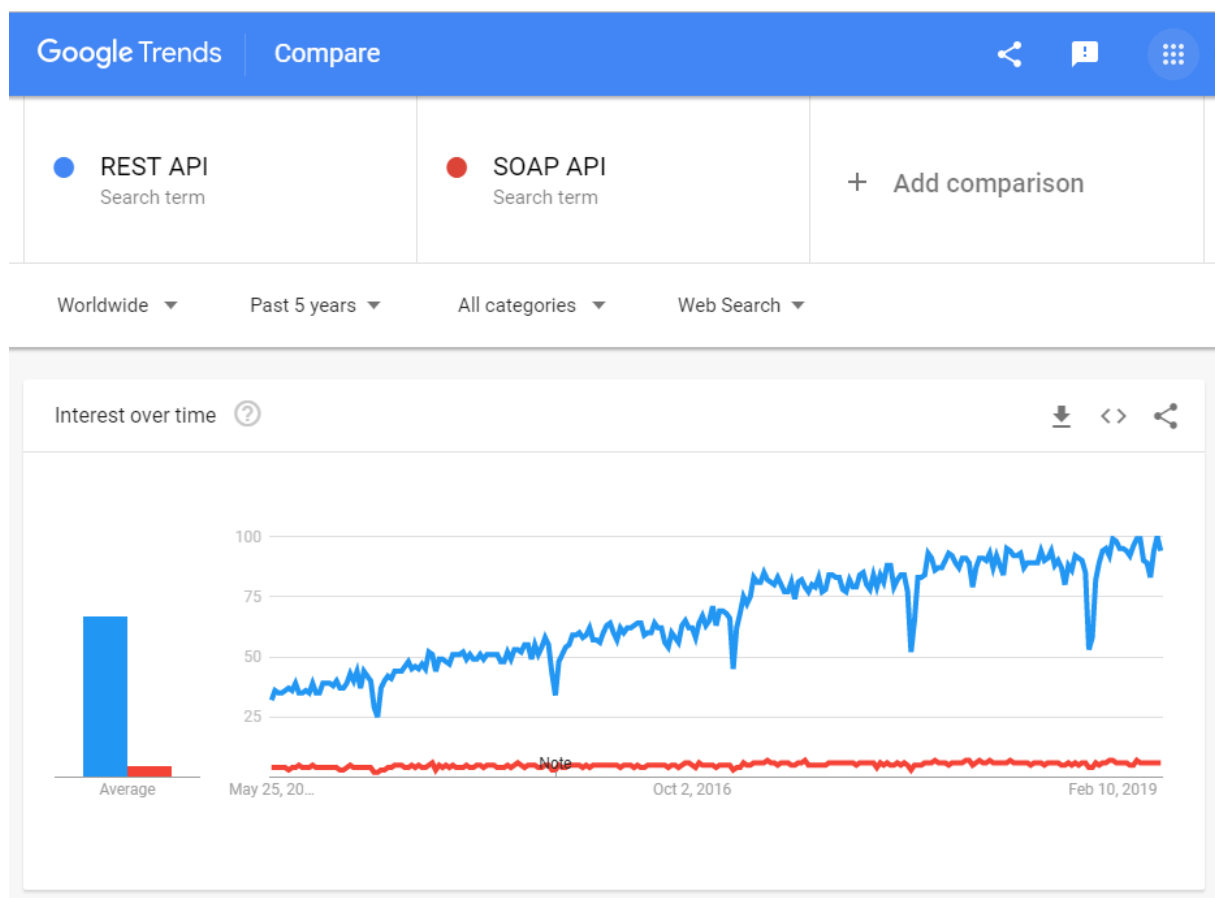 Google Trends Compare
REST API
Search term
SOAP API
Search term
+ Add comparison
Worldwide Past 5 years All categories Web Search
Interest over time ?
100
75
50
25
Note
Average
May 25, 20... Oct 2, 2016 Feb 10, 2019